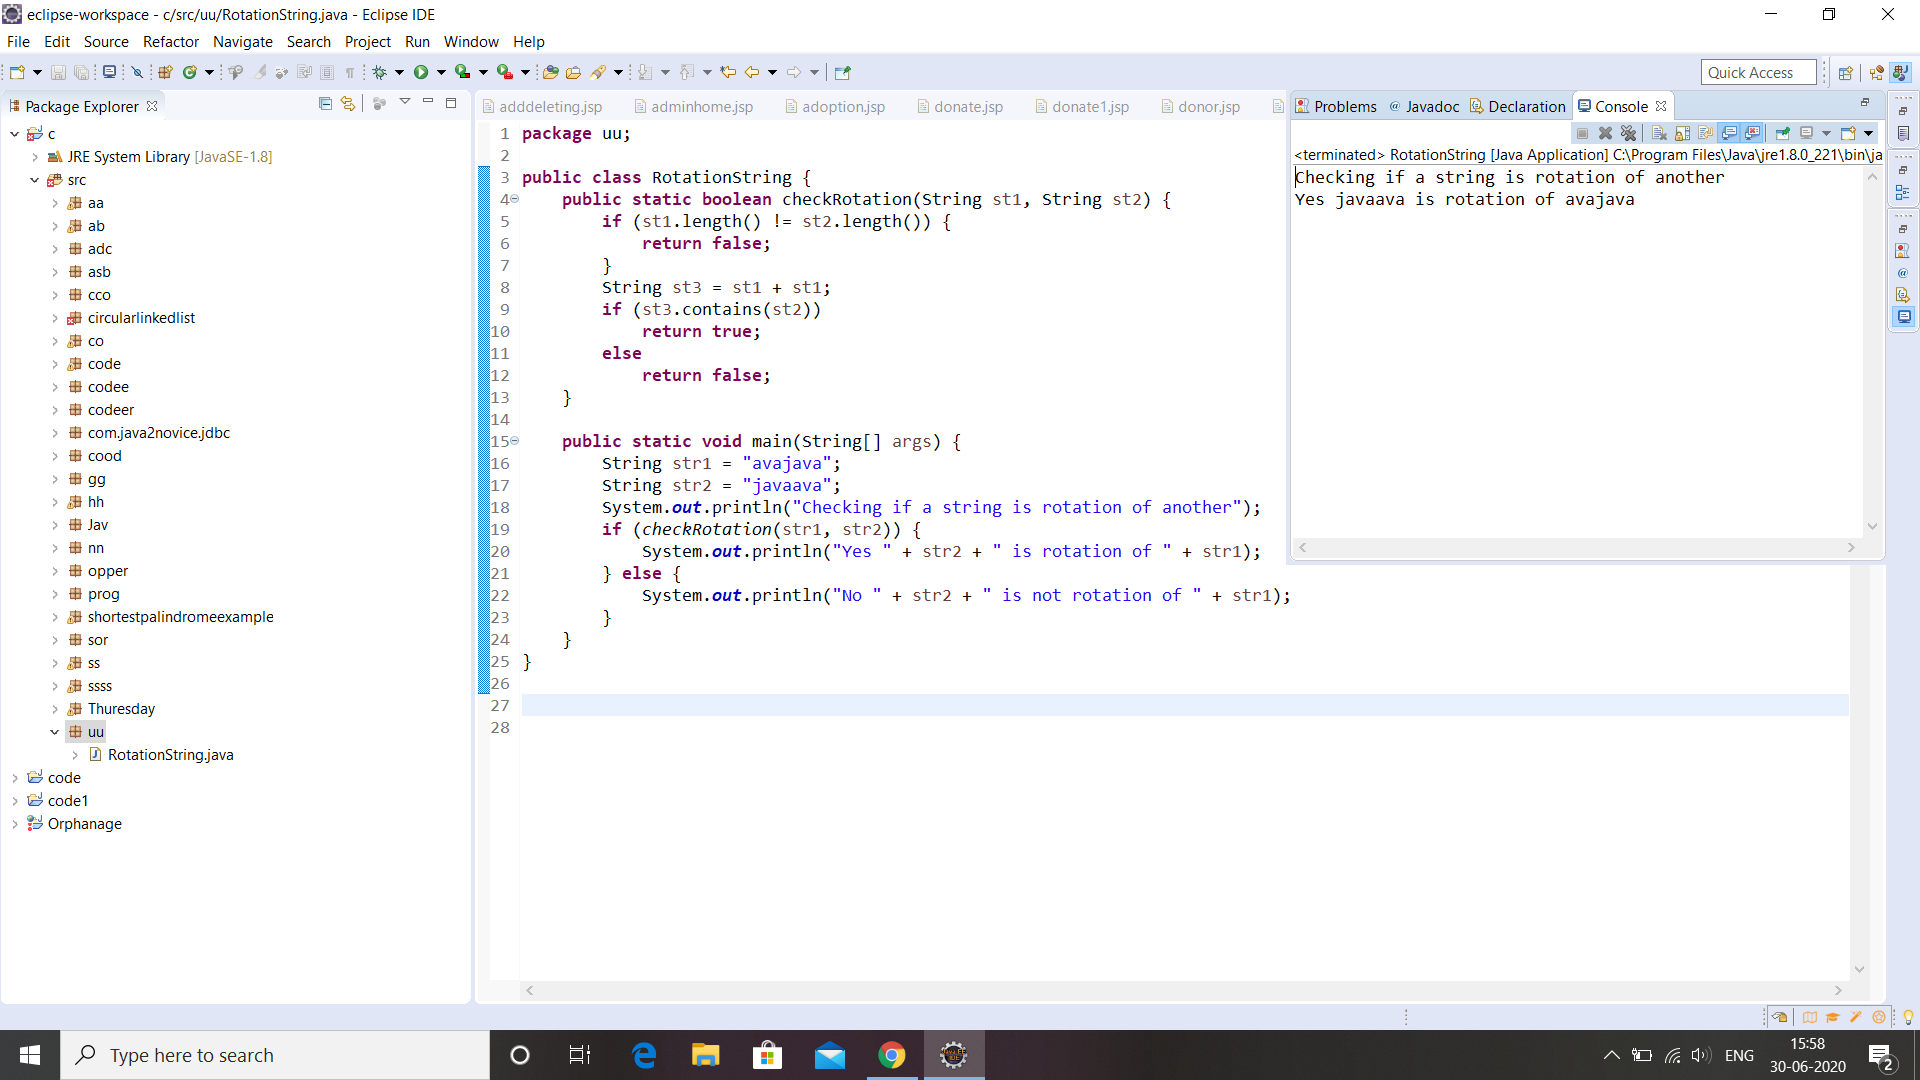 eclipse-workspace - c/src/uu/RotationString.java - Eclipse IDE
File Edit Source Refactor Navigate Search Project Run Window Help
Quick Access
Package Explorer
c
JRE System Library [JavaSE-1.8]
src
aa
ab
adc
asb
cco
circularlinkedlist
co
code
codee
codeer
com.java2novice.jdbc
cood
gg
hh
Jav
nn
opper
prog
shortestpalindromeexample
sor
ss
ssss
Thuresday
uu
RotationString.java
code
code1
Orphanage
adddeleting.jsp adminhome.jsp adoption.jsp donate.jsp donate1.jsp donor.jsp
1 package uu;
2
3 public class RotationString {
4     public static boolean checkRotation(String st1, String st2) {
5         if (st1.length() != st2.length()) {
6             return false;
7         }
8         String st3 = st1 + st1;
9         if (st3.contains(st2))
10             return true;
11         else
12             return false;
13     }
14
15     public static void main(String[] args) {
16         String str1 = "avajava";
17         String str2 = "javaava";
18         System.out.println("Checking if a string is rotation of another");
19         if (checkRotation(str1, str2)) {
20             System.out.println("Yes " + str2 + " is rotation of " + str1);
21         } else {
22             System.out.println("No " + str2 + " is not rotation of " + str1);
23         }
24     }
25 }
26
27
28
Problems @ Javadoc Declaration Console
<terminated> RotationString [Java Application] C:\Program Files\Java\jre1.8.0_221\bin\ja
Checking if a string is rotation of another
Yes javaava is rotation of avajava
Type here to search
ENG
15:58
30-06-2020
2